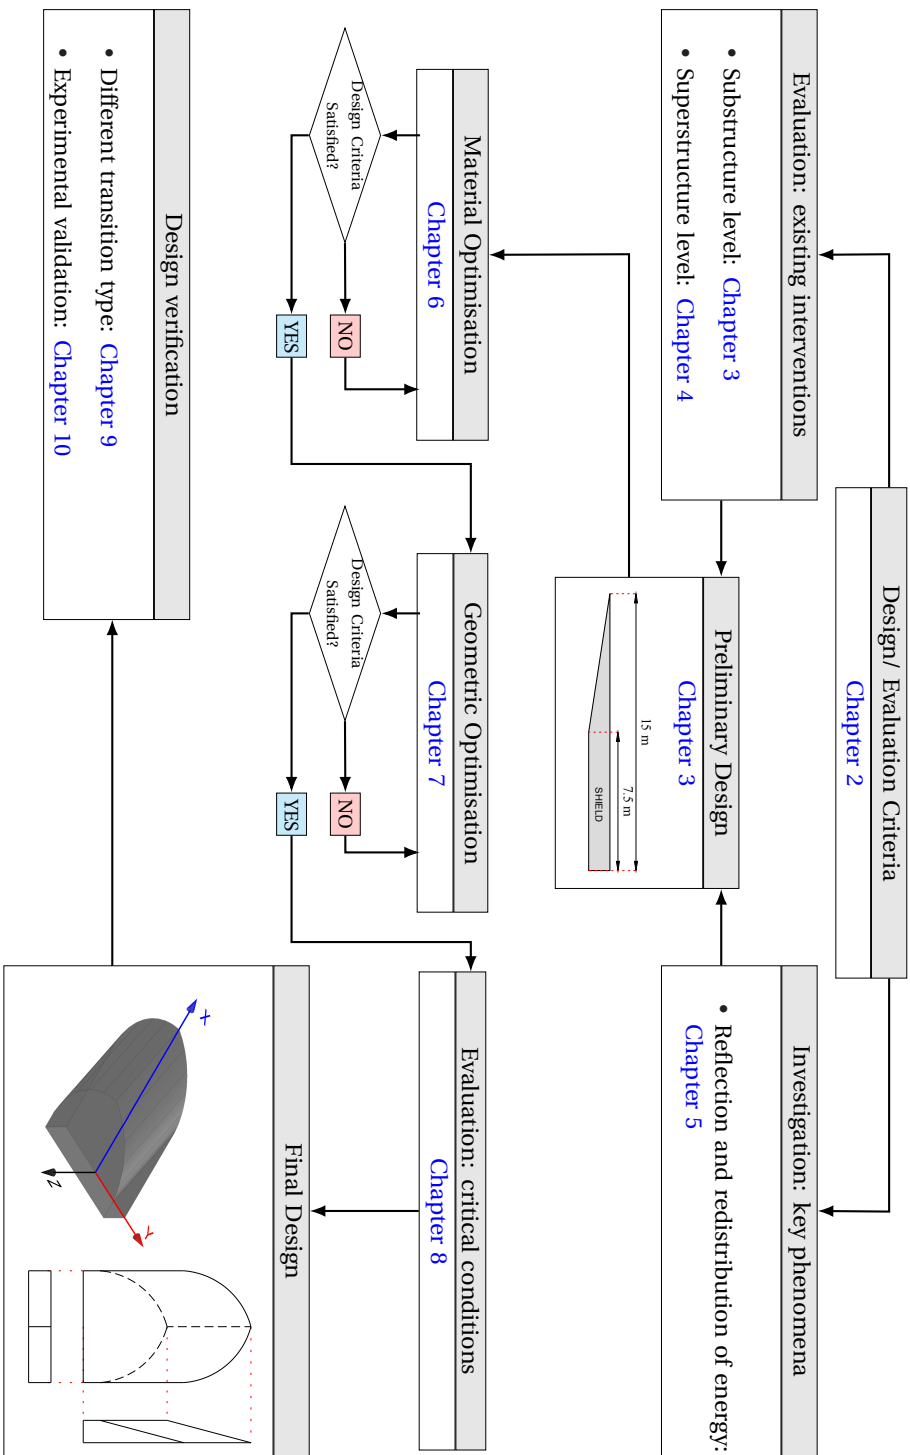 Design/ Evaluation Criteria
Chapter 2
Evaluation: existing interventions
• Substructure level: Chapter 3
• Superstructure level: Chapter 4
Preliminary Design
Chapter 3
15 m
7.5 m
SHIELD
Investigation: key phenomena
• Reflection and redistribution of energy:
Chapter 5
Material Optimisation
Chapter 6
Design Criteria
Satisfied?
NO
YES
Geometric Optimisation
Chapter 7
Design Criteria
Satisfied?
NO
YES
Evaluation: critical conditions
Chapter 8
Design verification
• Different transition type: Chapter 9
• Experimental validation: Chapter 10
Final Design
X
Y
Z